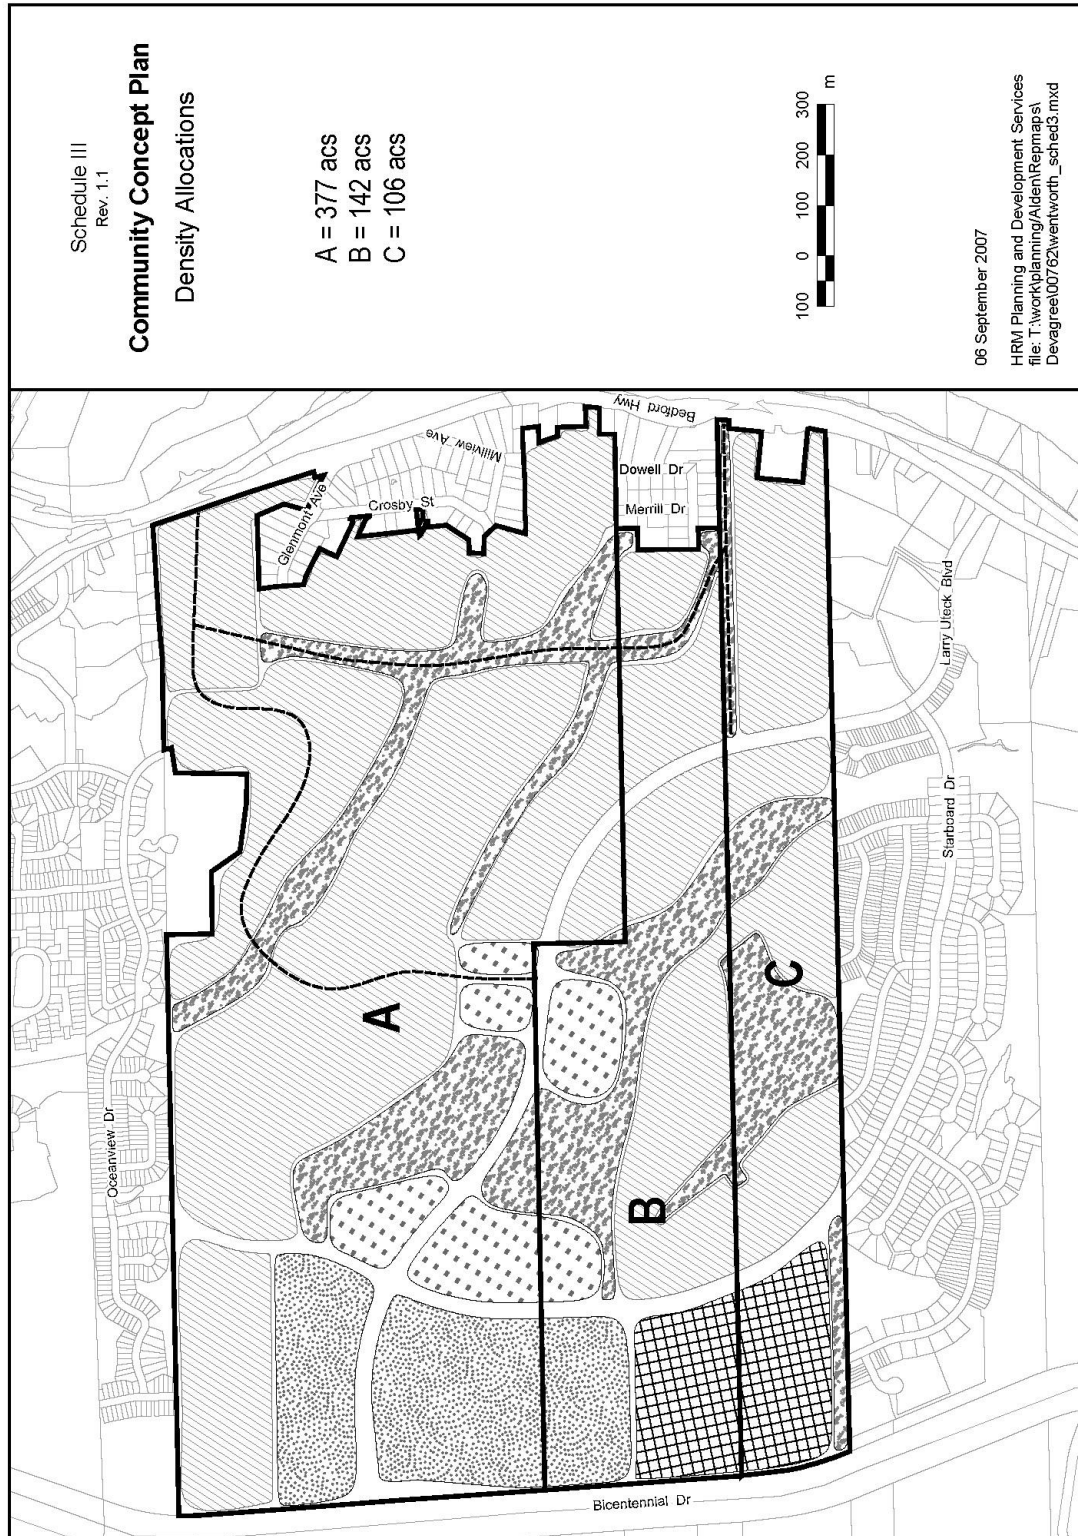 Schedule III
Rev. 1.1
Community Concept Plan
Density Allocations
A = 377 acs
B = 142 acs
C = 106 acs
100 0 100 200 300
m
06 September 2007
HRM Planning and Development Services
file: T:\work\planning\Alden\Repmaps\
Devagree\00762\wentworth_sched3.mxd
Bedford Hwy
Millview Ave
Glenmont Ave
Crosby St
Dowell Dr
Merrill Dr
Larry Uteck Blvd
Starboard Dr
Oceanview Dr
A
B
C
Bicentennial Dr